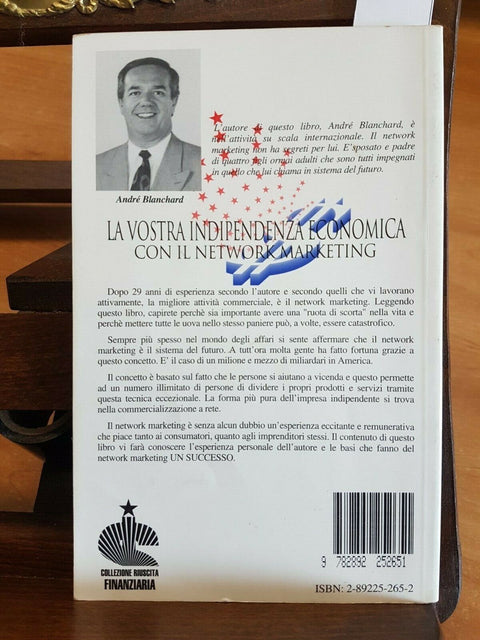 L'autore di questo libro, André Blanchard, è
nell'attività su scala internazionale. Il network
marketing non ha segreti per lui. E'sposato e padre
di quattro figli ormai adulti che sono tutti impegnati
in quello che lui chiama in sistema del futuro.
André Blanchard
LA VOSTRA INDIPENDENZA ECONOMICA
CON IL NETWORK MARKETING
Dopo 29 anni di esperienza secondo l'autore e secondo quelli che vi lavorano
attivamente, la migliore attività commerciale, è il network marketing. Leggendo
questo libro, capirete perchè sia importante avere una "ruota di scorta" nella vita e
perchè mettere tutte le uova nello stesso paniere può, a volte, essere catastrofico.
Sempre più spesso nel mondo degli affari si sente affermare che il network
marketing è il sistema del futuro. A tutt'ora molta gente ha fatto fortuna grazie a
questo concetto. E' il caso di un milione e mezzo di miliardari in America.
Il concetto è basato sul fatto che le persone si aiutano a vicenda e questo permette
ad un numero illimitato di persone di dividere i propri prodotti e servizi tramite
questa tecnica eccezionale. La forma più pura dell'impresa indipendente si trova
nella commercializzazione a rete.
Il network marketing è senza alcun dubbio un'esperienza eccitante e remunerativa
che piace tanto ai consumatori, quanto agli imprenditori stessi. Il contenuto di questo
libro vi farà conoscere l'esperienza personale dell'autore e le basi che fanno del
network marketing UN SUCCESSO.
COLLEZIONE RIUSCITA
FINANZIARIA
9 782892 252651
ISBN: 2-89225-265-2